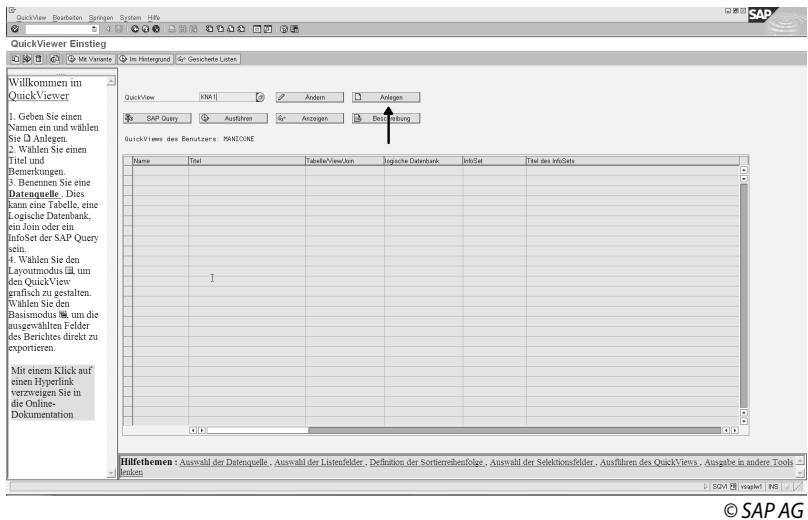 QuickView Bearbeiten Springen System Hilfe
SAP
QuickViewer Einstieg
Mit Variante Im Hintergrund Gesicherte Listen
Willkommen im
QuickViewer
1. Geben Sie einen
Namen ein und wählen
Sie Anlegen.
2. Wählen Sie einen
Titel und
Bemerkungen.
3. Benennen Sie eine
Datenquelle . Dies
kann eine Tabelle, eine
Logische Datenbank,
ein Join oder ein
InfoSet der SAP Query
sein.
4. Wählen Sie den
Layoutmodus , um
den QuickView
grafisch zu gestalten.
Wählen Sie den
Basismodus , um die
ausgewählten Felder
des Berichtes direkt zu
exportieren.
Mit einem Klick auf
einen Hyperlink
verzweigen Sie in
die Online-
Dokumentation
QuickView KNA1 Ändern Anlegen
SAP Query Ausführen Anzeigen Beschreibung
QuickViews des Benutzers: MANICONE
Name Titel Tabelle/View/Join logische Datenbank InfoSet Titel des InfoSets
Hilfethemen : Auswahl der Datenquelle , Auswahl der Listenfelder , Definition der Sortierreihenfolge , Auswahl der Selektionsfelder , Ausführen des QuickViews , Ausgabe in andere Tools
lenken
SQVI vsaplw1 INS
© SAP AG